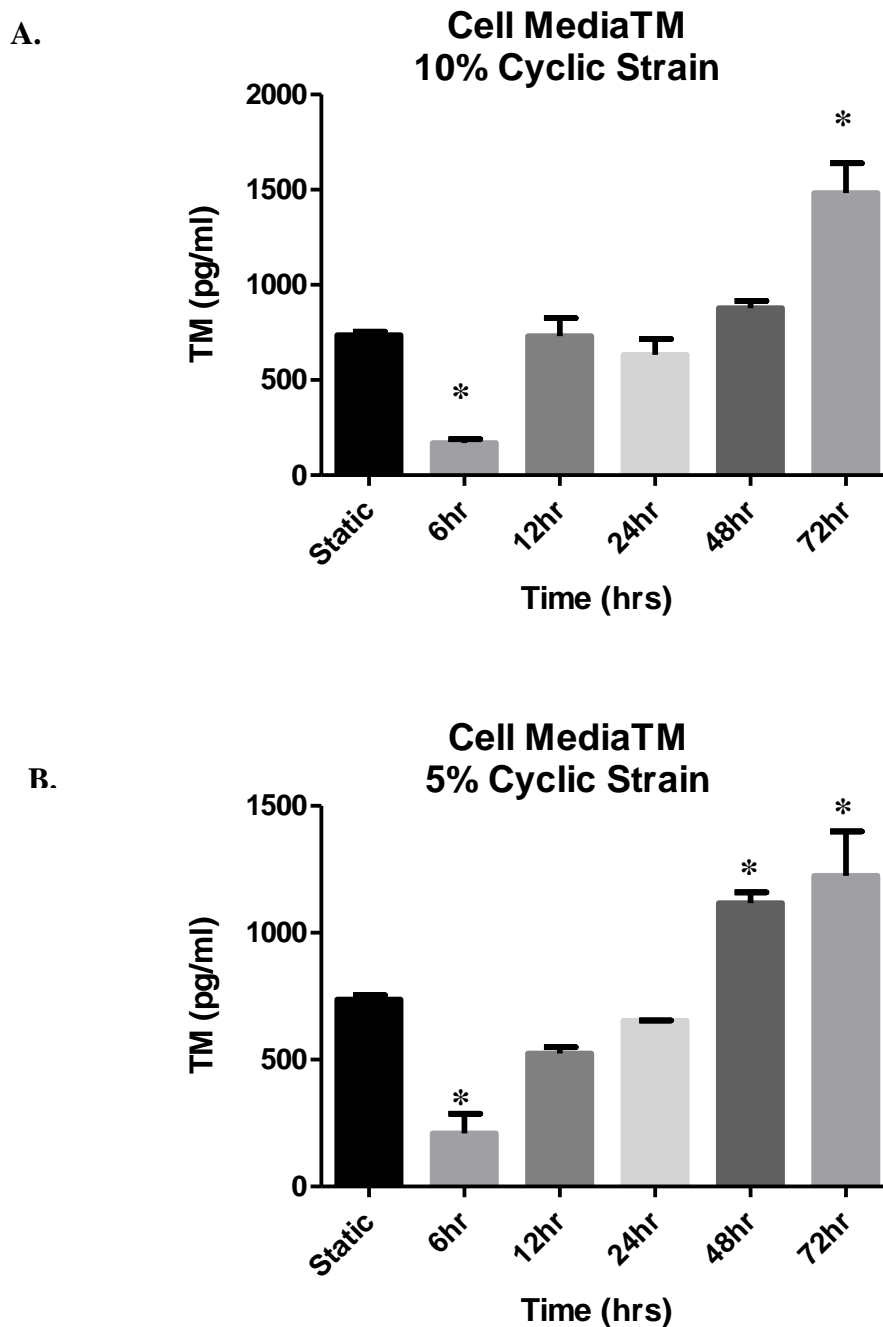 A.
Cell MediaTM
10% Cyclic Strain
2000
1500
1000
500
0
TM (pg/ml)
*
*
Static
6hr
12hr
24hr
48hr
72hr
Time (hrs)
B.
Cell MediaTM
5% Cyclic Strain
1500
1000
500
0
TM (pg/ml)
*
*
*
Static
6hr
12hr
24hr
48hr
72hr
Time (hrs)